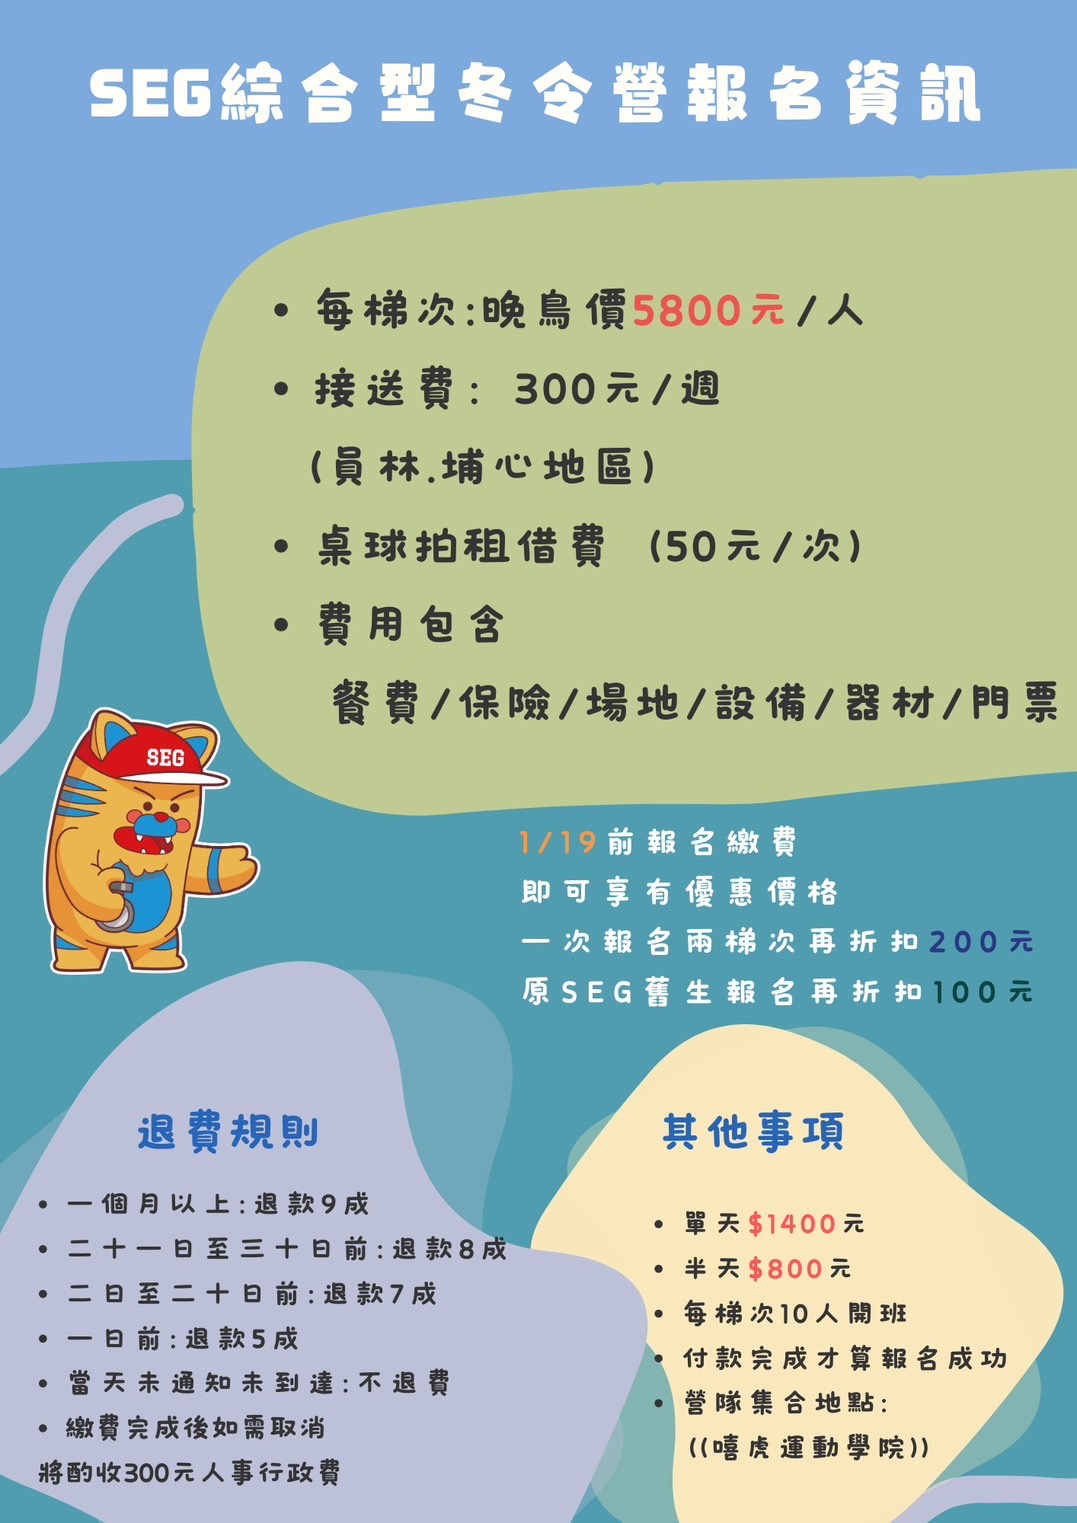 SEG綜合型冬令營報名資訊
• 每梯次:晚鳥價5800元/人
• 接送費: 300元/週
(員林.埔心地區)
• 桌球拍租借費 (50元/次)
• 費用包含
餐費/保險/場地/設備/器材/門票
SEG
1/19前報名繳費
即可享有優惠價格
一次報名兩梯次再折扣200元
原SEG舊生報名再折扣100元
退費規則
• 一個月以上:退款9成
• 二十一日至三十日前:退款8成
• 二日至二十日前:退款7成
• 一日前:退款5成
• 當天未通知未到達:不退費
• 繳費完成後如需取消
將酌收300元人事行政費
其他事項
• 單天$1400元
• 半天$800元
• 每梯次10人開班
• 付款完成才算報名成功
• 營隊集合地點:
((嘻虎運動學院))